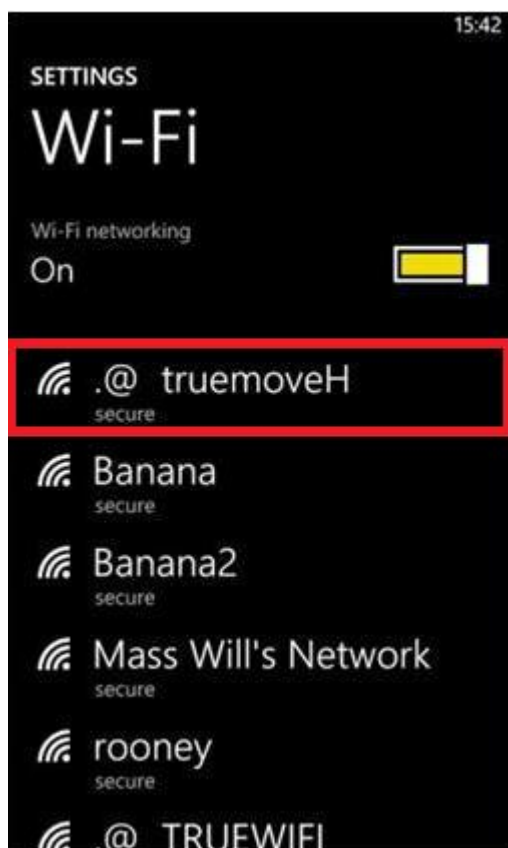 15:42
SETTINGS
Wi-Fi
Wi-Fi networking
On
.@ truemoveH
secure
Banana
secure
Banana2
secure
Mass Will's Network
secure
rooney
secure
.@ TRUEWIFI